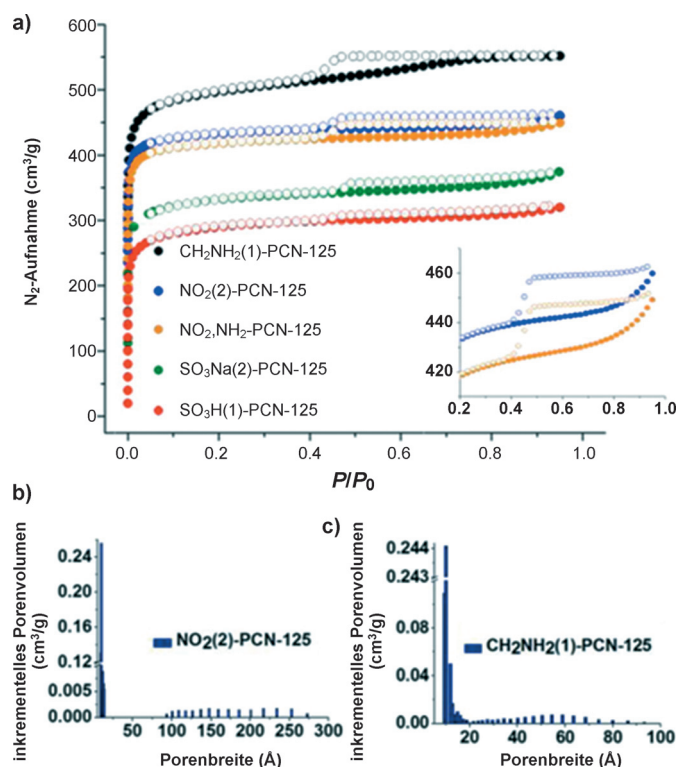 a)
600
500
400
300
200
100
0
N₂-Aufnahme (cm³/g)
CH₂NH₂(1)-PCN-125
NO₂(2)-PCN-125
NO₂,NH₂-PCN-125
SO₃Na(2)-PCN-125
SO₃H(1)-PCN-125
460
440
420
0.2 0.4 0.6 0.8 1.0
0.0 0.2 0.4 0.6 0.8 1.0
P/P₀
b)
inkrementelles Porenvolumen
(cm³/g)
0.24
0.20
0.16
0.12
0.005
0.000
NO₂(2)-PCN-125
50 100 150 200 250 300
Porenbreite (Å)
c)
inkrementelles Porenvolumen
(cm³/g)
0.244
0.243
0.08
0.04
0.00
CH₂NH₂(1)-PCN-125
20 40 60 80 100
Porenbreite (Å)